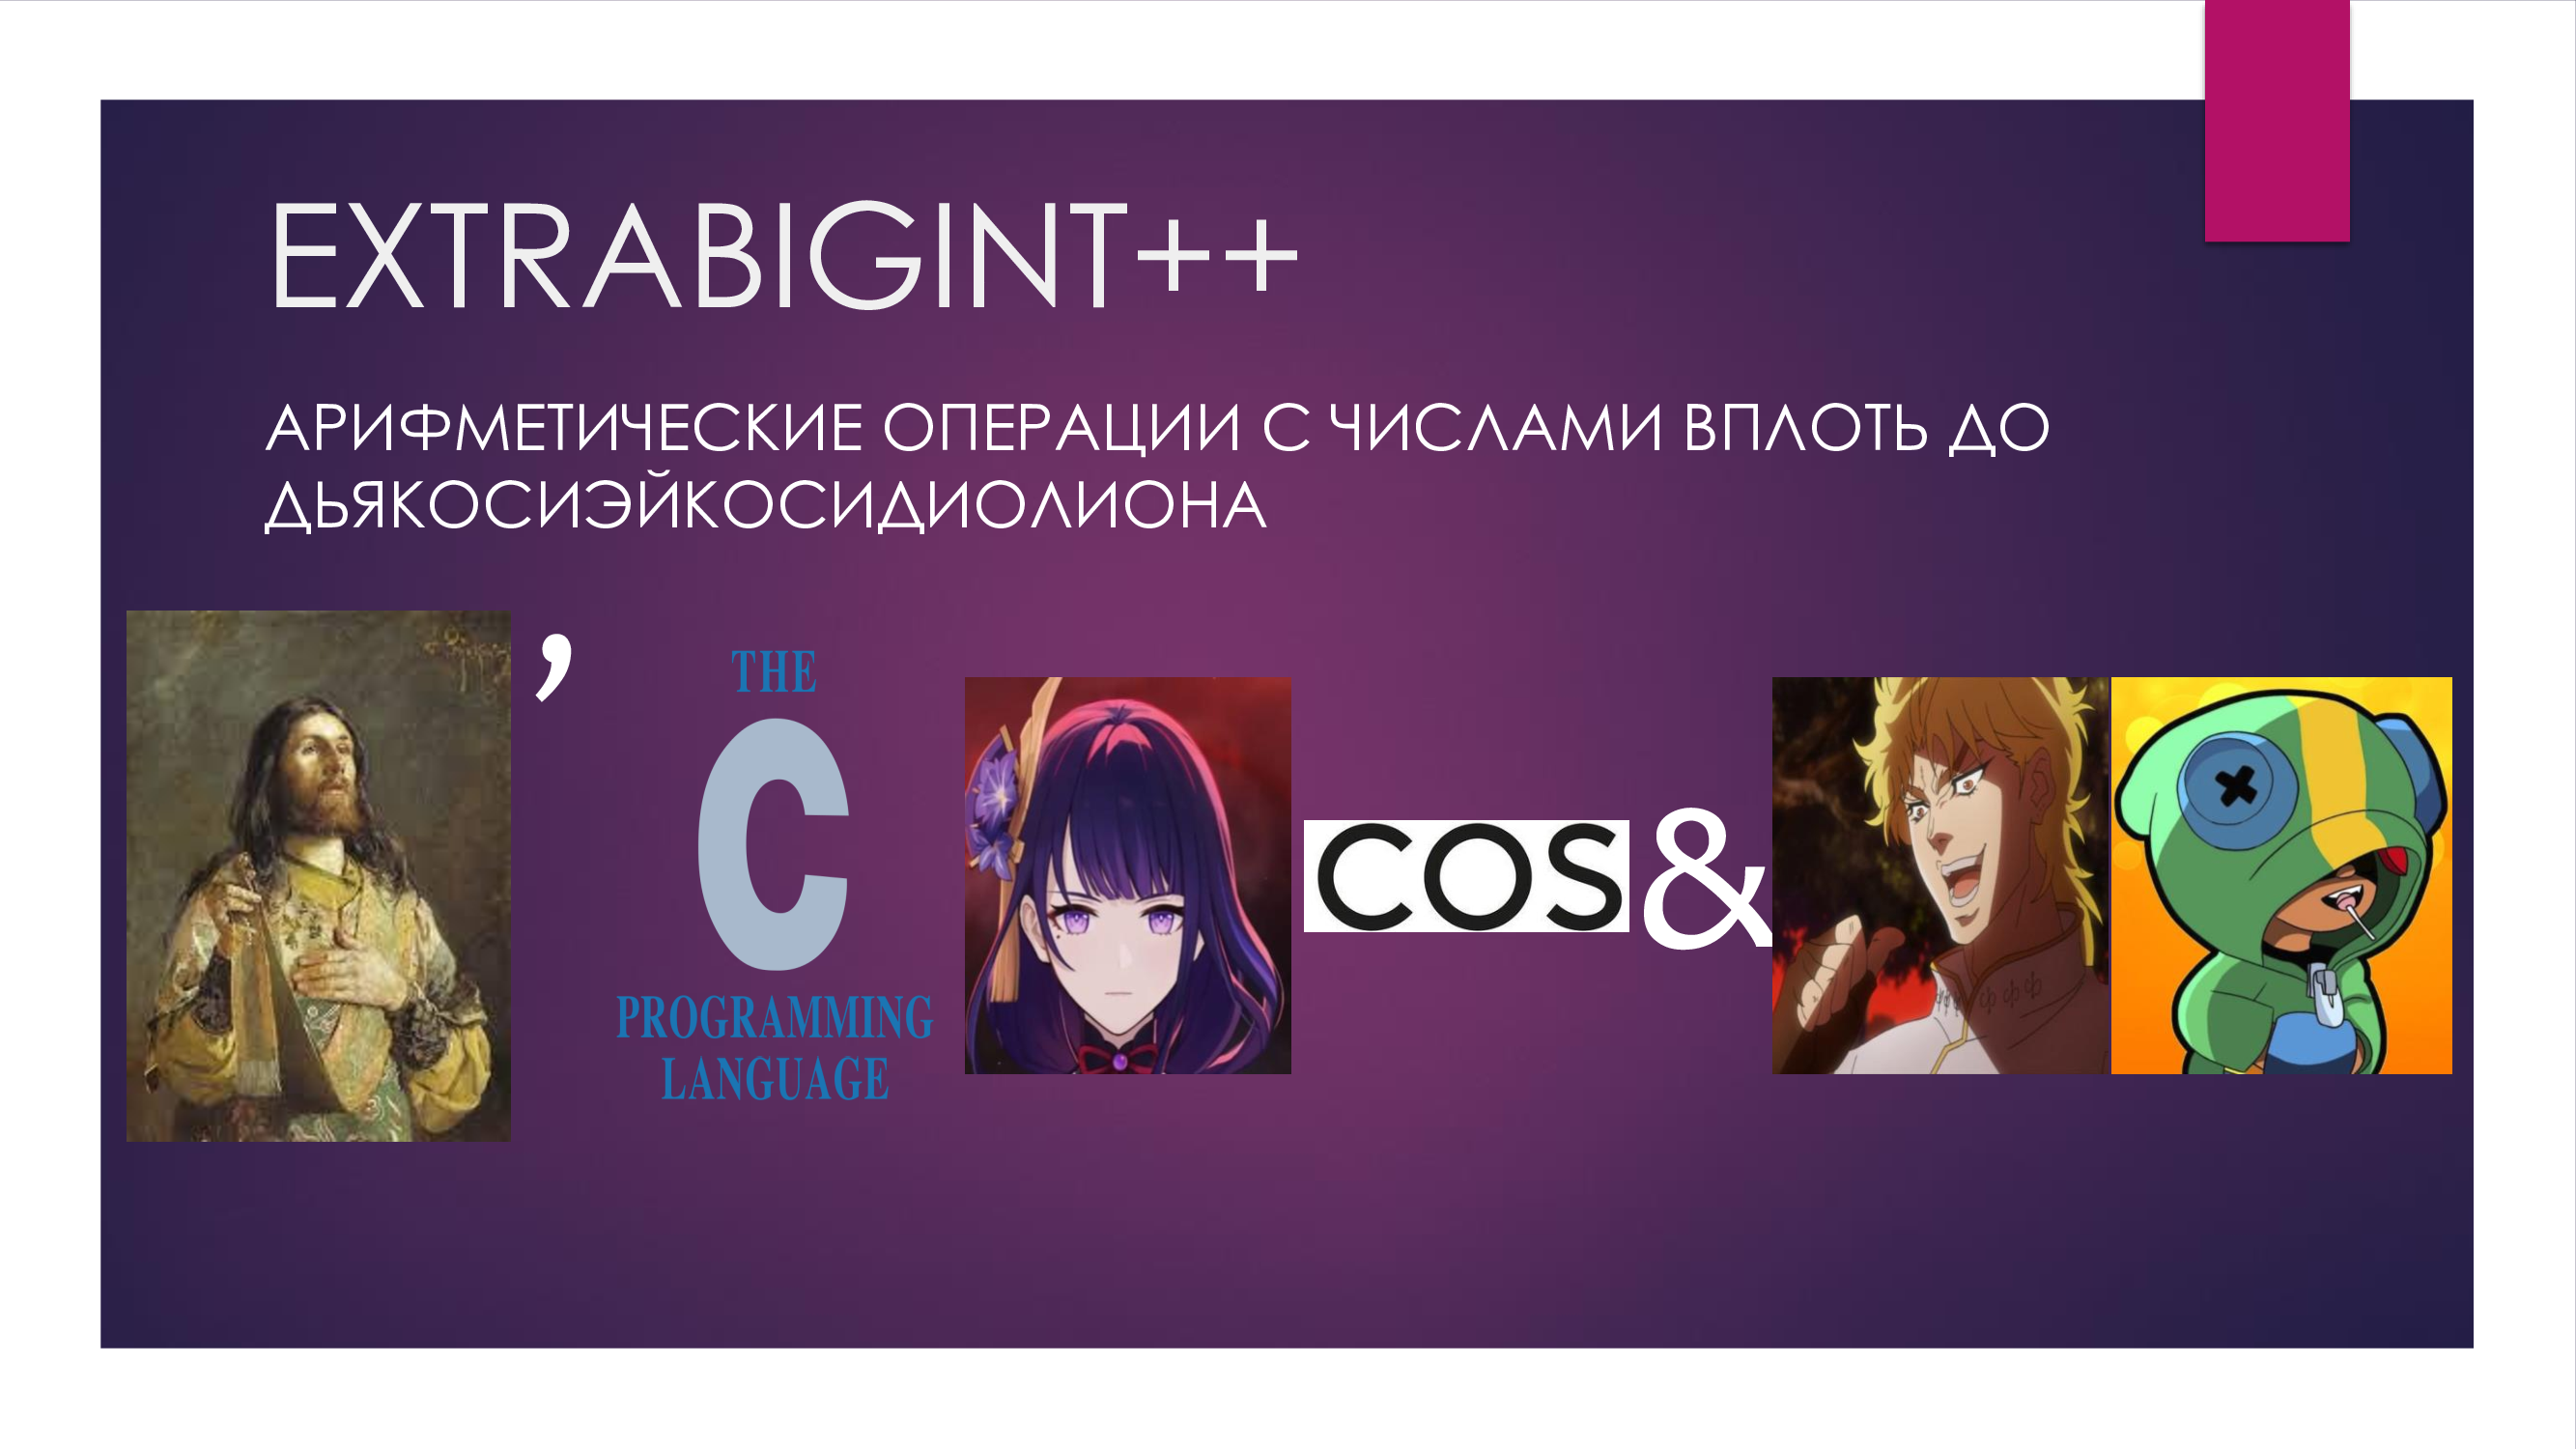 EXTRABIGINT++
АРИФМЕТИЧЕСКИЕ ОПЕРАЦИИ С ЧИСЛАМИ ВПЛОТЬ ДО
ДЬЯКОСИЭЙКОСИДИОЛИОНА
,
THE
C
PROGRAMMING
LANGUAGE
COS
&